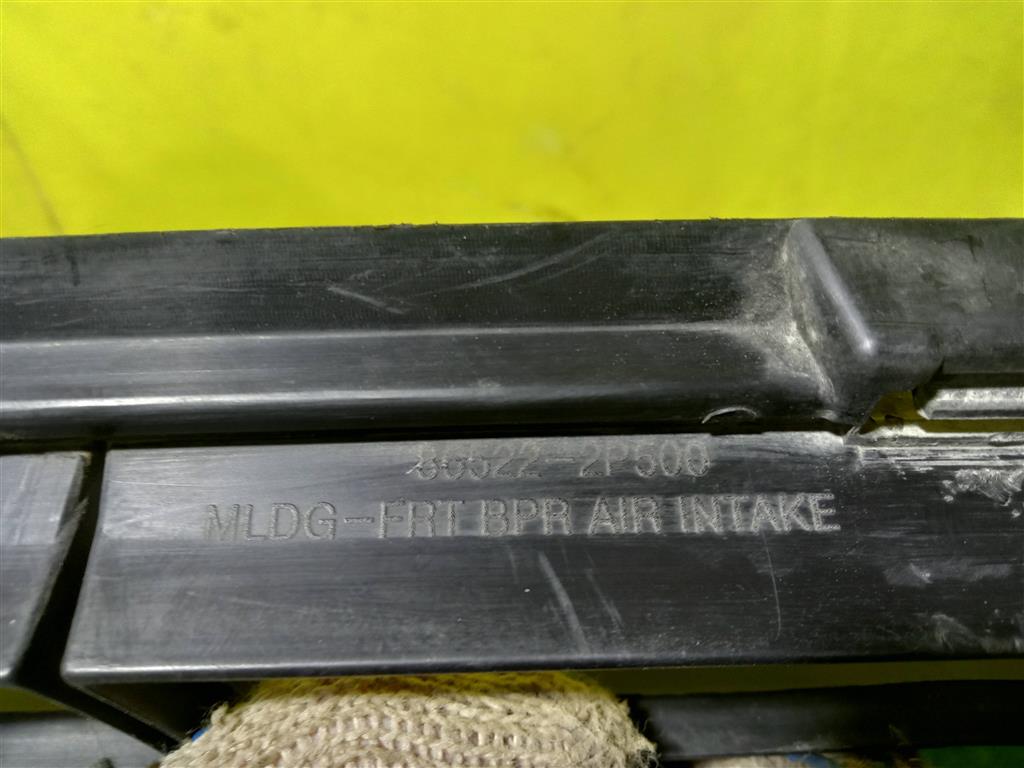 86522-2P500
MLDG-FRT BPR AIR INTAKE